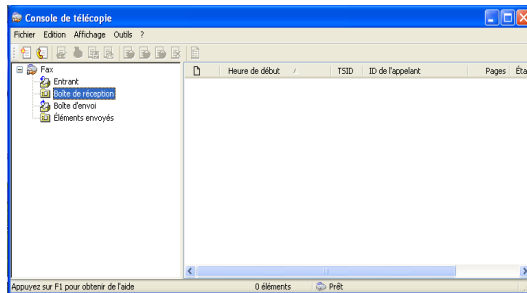 Console de télécopie
Fichier Edition Affichage Outils ?
Fax
Entrant
Boîte de réception
Boîte d'envoi
Éléments envoyés
Heure de début / TSID ID de l'appelant Pages Éta
Appuyez sur F1 pour obtenir de l'aide 0 éléments Prêt